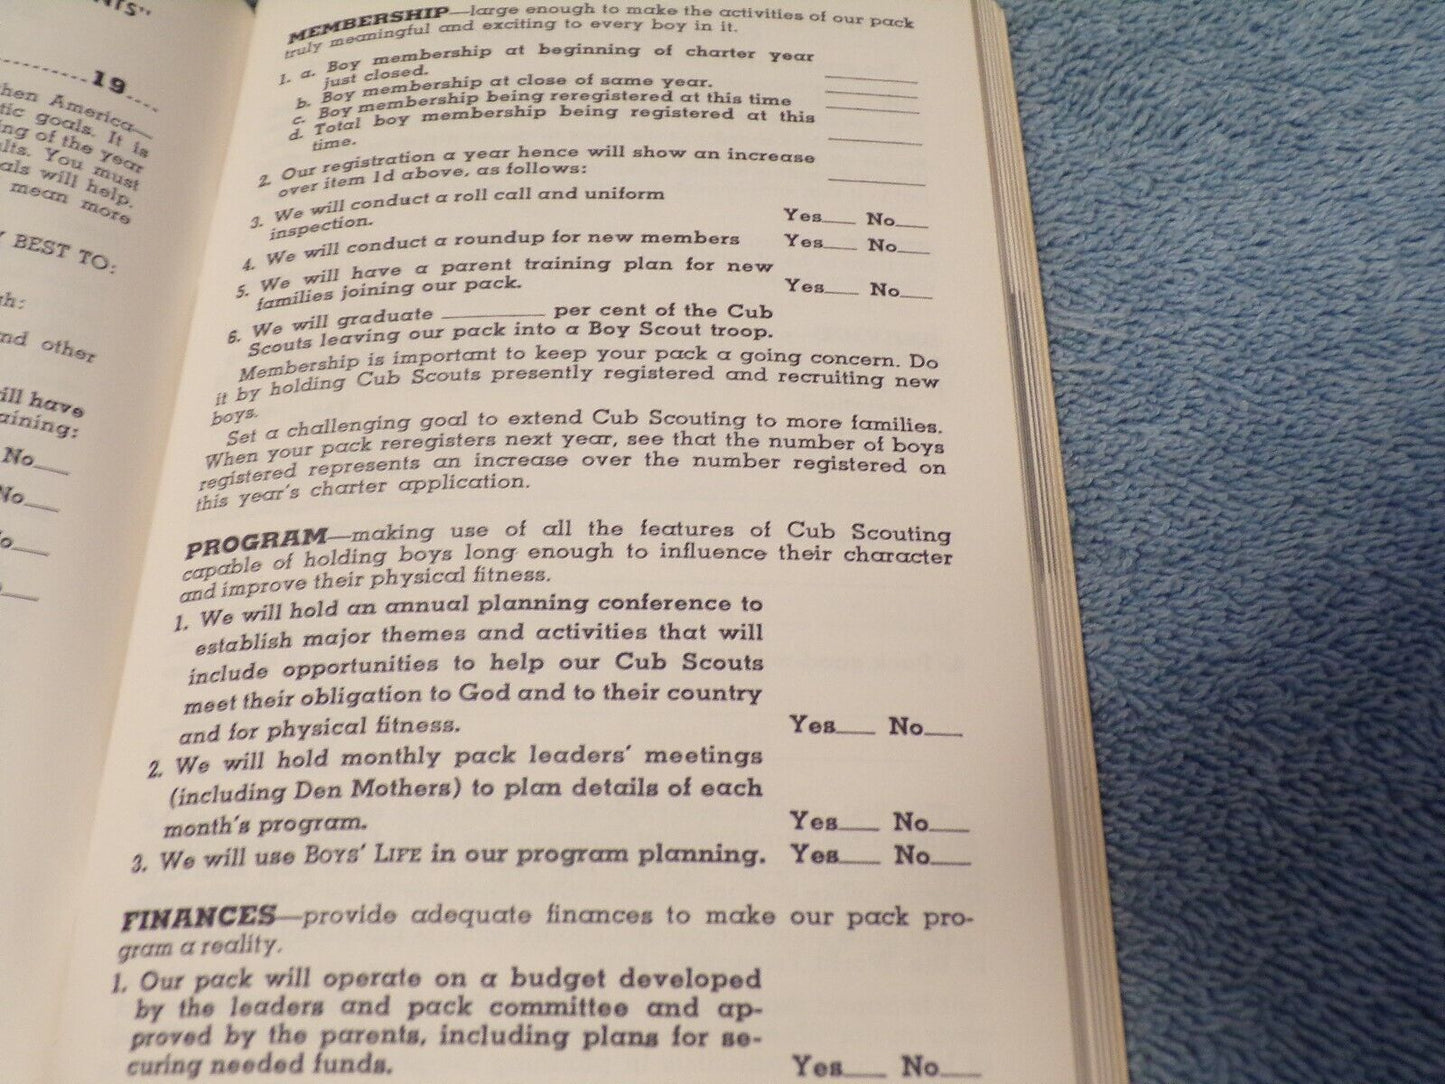 NTS"
19
hen America—
tic goals. It is
ing of the year
lts. You must
als will help.
mean more
BEST TO:
gh:
nd other
ill have
aining:
No
No
o
MEMBERSHIP—large enough to make the activities of our pack
truly meaningful and exciting to every boy in it.
1. a. Boy membership at beginning of charter year
just closed.
b. Boy membership at close of same year.
c. Boy membership being reregistered at this time
d. Total boy membership being registered at this
time.
2. Our registration a year hence will show an increase
over item 1d above, as follows:
3. We will conduct a roll call and uniform
inspection. Yes___ No___
4. We will conduct a roundup for new members Yes___ No___
5. We will have a parent training plan for new
families joining our pack. Yes___ No___
6. We will graduate __________ per cent of the Cub
Scouts leaving our pack into a Boy Scout troop.
Membership is important to keep your pack a going concern. Do
it by holding Cub Scouts presently registered and recruiting new
boys.
Set a challenging goal to extend Cub Scouting to more families.
When your pack reregisters next year, see that the number of boys
registered represents an increase over the number registered on
this year's charter application.
PROGRAM—making use of all the features of Cub Scouting
capable of holding boys long enough to influence their character
and improve their physical fitness.
1. We will hold an annual planning conference to
establish major themes and activities that will
include opportunities to help our Cub Scouts
meet their obligation to God and to their country
and for physical fitness. Yes___ No___
2. We will hold monthly pack leaders' meetings
(including Den Mothers) to plan details of each
month's program. Yes___ No___
3. We will use BOYS' LIFE in our program planning. Yes___ No___
FINANCES—provide adequate finances to make our pack pro-
gram a reality.
1. Our pack will operate on a budget developed
by the leaders and pack committee and ap-
proved by the parents, including plans for se-
curing needed funds. Yes___ No___